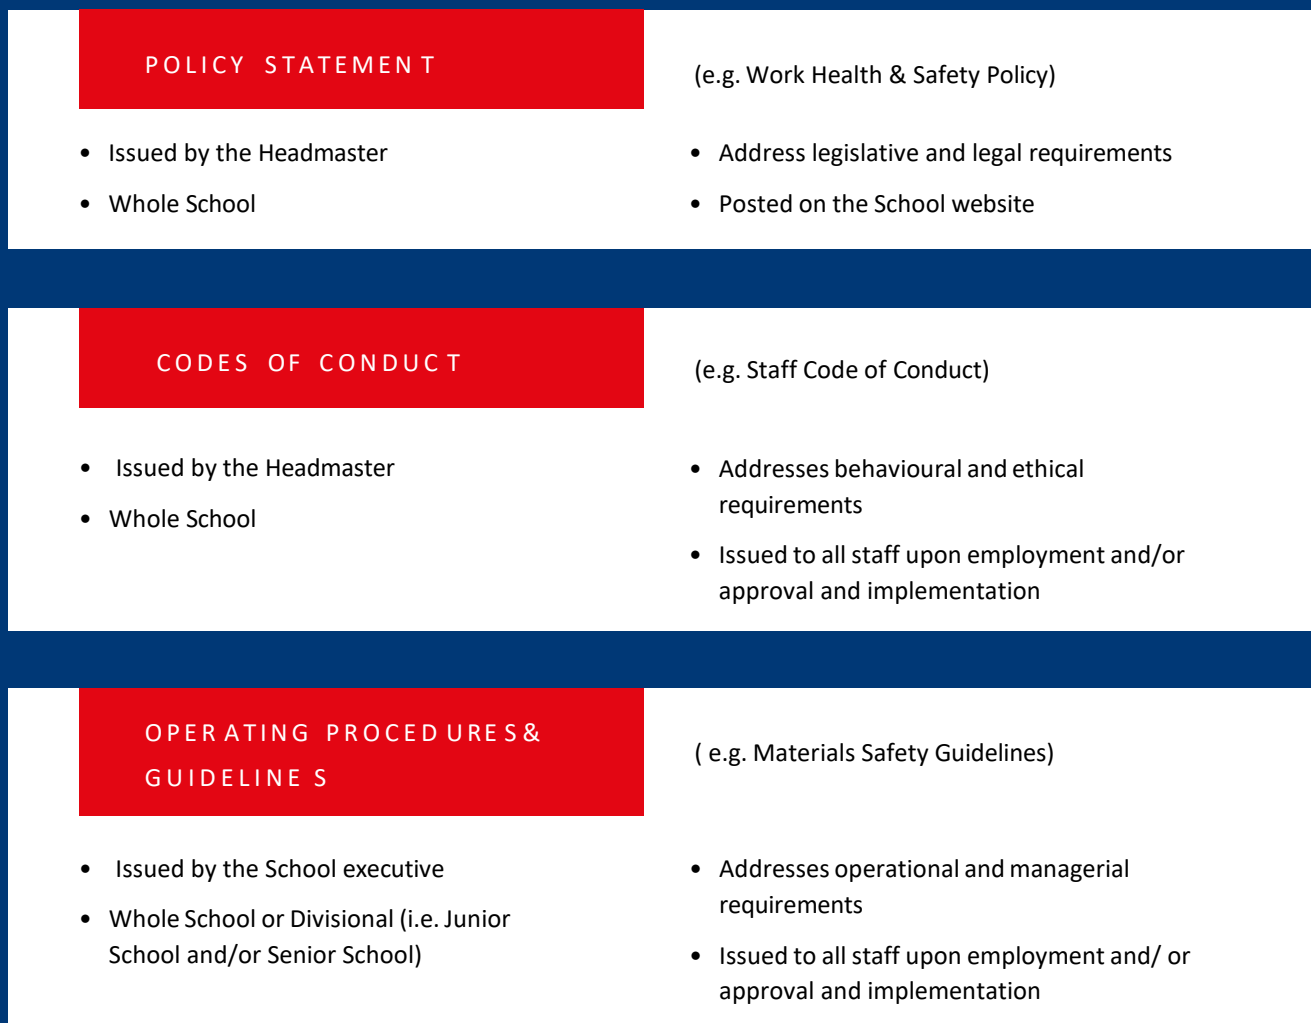 POLICY STATEMENT
(e.g. Work Health & Safety Policy)
• Issued by the Headmaster
• Whole School
• Address legislative and legal requirements
• Posted on the School website
CODES OF CONDUCT
(e.g. Staff Code of Conduct)
• Issued by the Headmaster
• Whole School
• Addresses behavioural and ethical
requirements
• Issued to all staff upon employment and/or
approval and implementation
OPERATING PROCEDURES&
GUIDELINES
( e.g. Materials Safety Guidelines)
• Issued by the School executive
• Whole School or Divisional (i.e. Junior
School and/or Senior School)
• Addresses operational and managerial
requirements
• Issued to all staff upon employment and/ or
approval and implementation